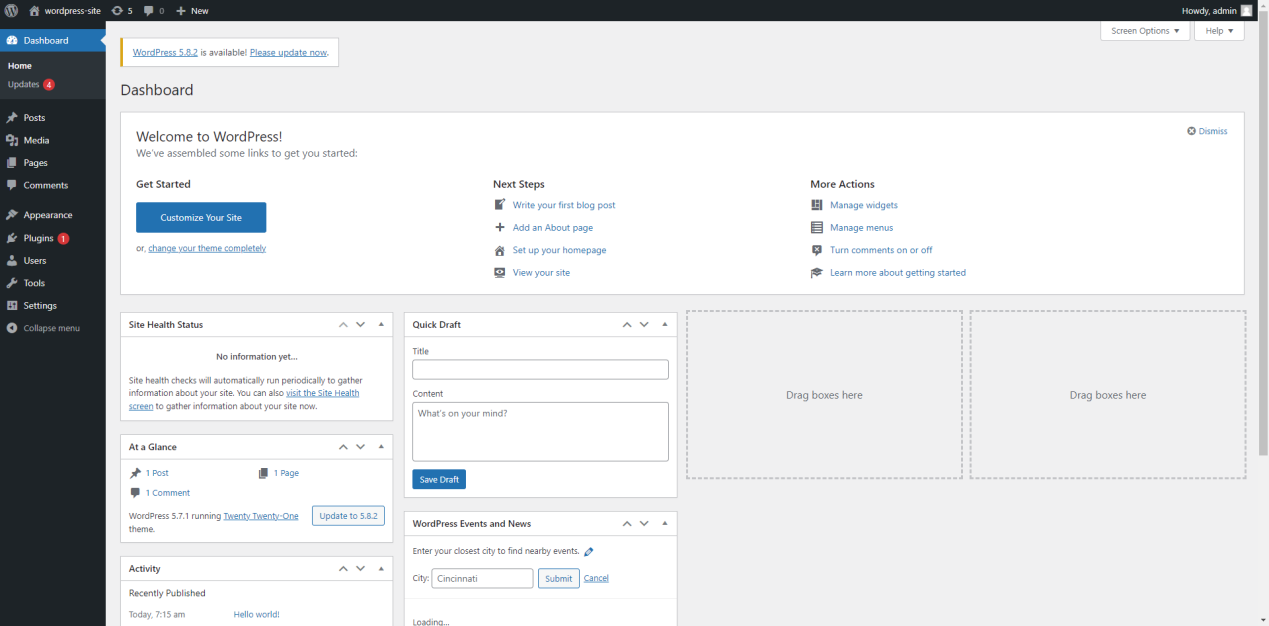 wordpress-site 5 0 New Howdy, admin
Dashboard
Home
Updates 4
Posts
Media
Pages
Comments
Appearance
Plugins 1
Users
Tools
Settings
Collapse menu
Screen Options ▼ Help ▼
WordPress 5.8.2 is available! Please update now.
Dashboard
Welcome to WordPress!
We've assembled some links to get you started:
Dismiss
Get Started
Customize Your Site
or, change your theme completely
Next Steps
Write your first blog post
Add an About page
Set up your homepage
View your site
More Actions
Manage widgets
Manage menus
Turn comments on or off
Learn more about getting started
Site Health Status
No information yet...
Site health checks will automatically run periodically to gather
information about your site. You can also visit the Site Health
screen to gather information about your site now.
At a Glance
1 Post 1 Page
1 Comment
WordPress 5.7.1 running Twenty Twenty-One
theme.
Update to 5.8.2
Activity
Recently Published
Today, 7:15 am Hello world!
Quick Draft
Title
Content
What's on your mind?
Save Draft
WordPress Events and News
Enter your closest city to find nearby events.
City: Cincinnati Submit Cancel
Loading...
Drag boxes here
Drag boxes here